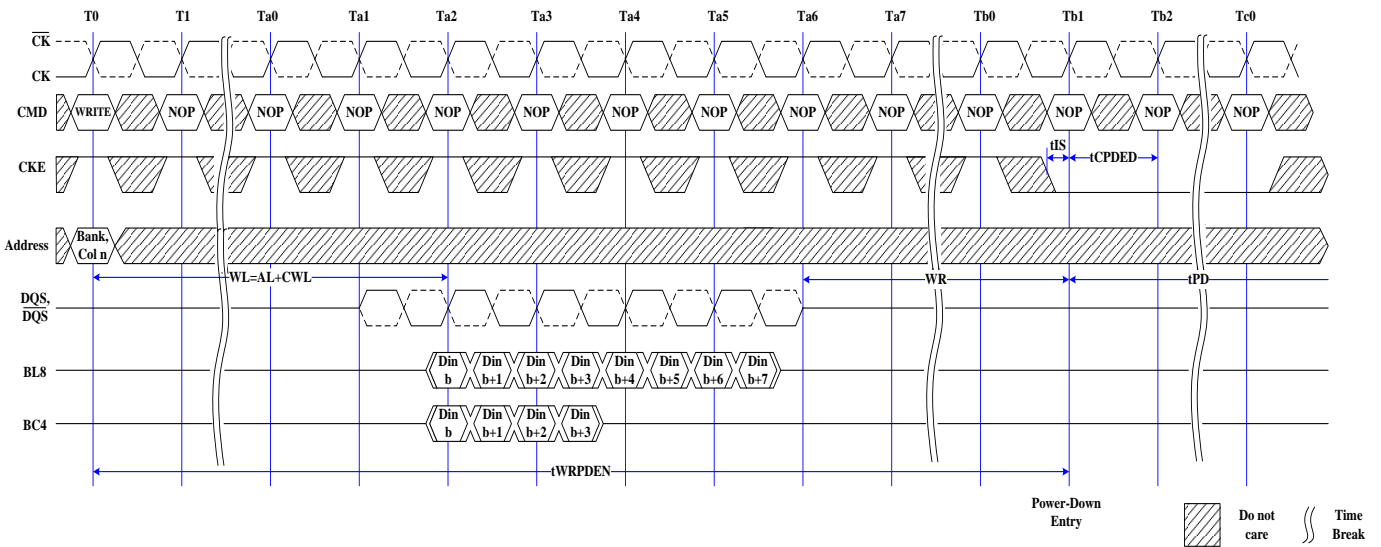 T0 T1 Ta0 Ta1 Ta2 Ta3 Ta4 Ta5 Ta6 Ta7 Tb0 Tb1 Tb2 Tc0
CK
CK
CMD WRITE NOP NOP NOP NOP NOP NOP NOP NOP NOP NOP NOP NOP NOP
CKE tIS tCPDED
Address Bank,
Col n
WL=AL+CWL WR tPD
DQS,
DQS
BL8 Din Din Din Din Din Din Din Din
b b+1 b+2 b+3 b+4 b+5 b+6 b+7
BC4 Din Din Din Din
b b+1 b+2 b+3
tWRPDEN
Power-Down
Entry
Do not
care
Time
Break